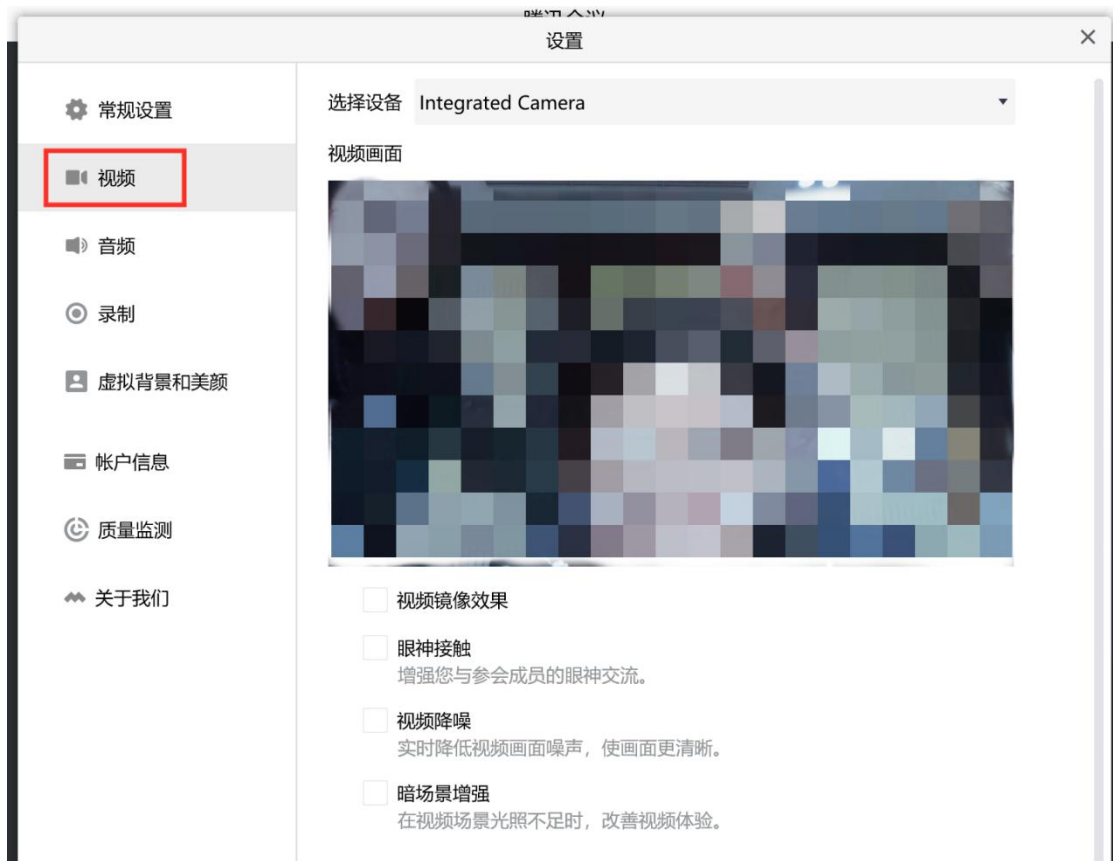 腾讯会议
设置
常规设置
视频
音频
录制
虚拟背景和美颜
帐户信息
质量监测
关于我们
选择设备 Integrated Camera
视频画面
视频镜像效果
眼神接触
增强您与参会成员的眼神交流。
视频降噪
实时降低视频画面噪声，使画面更清晰。
暗场景增强
在视频场景光照不足时，改善视频体验。